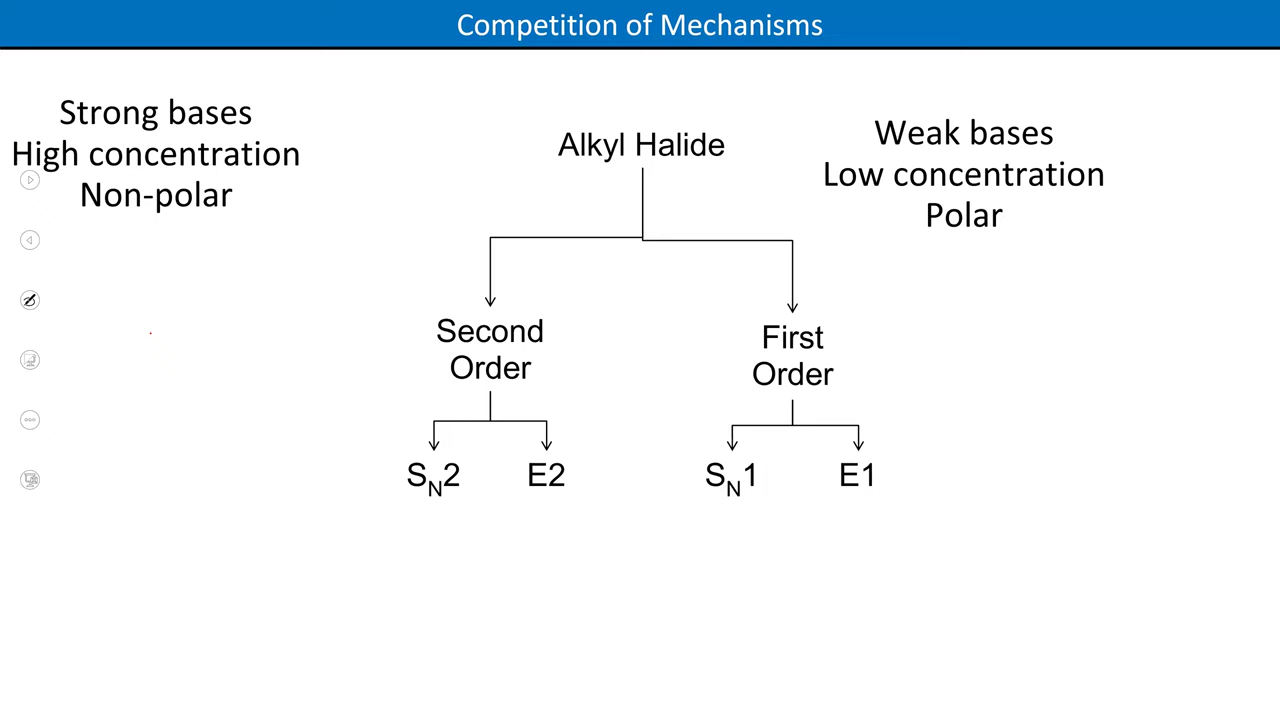 Competition of Mechanisms
Strong bases
High concentration
Non-polar
Alkyl Halide
Weak bases
Low concentration
Polar
Second
Order
First
Order
SN2
E2
SN1
E1